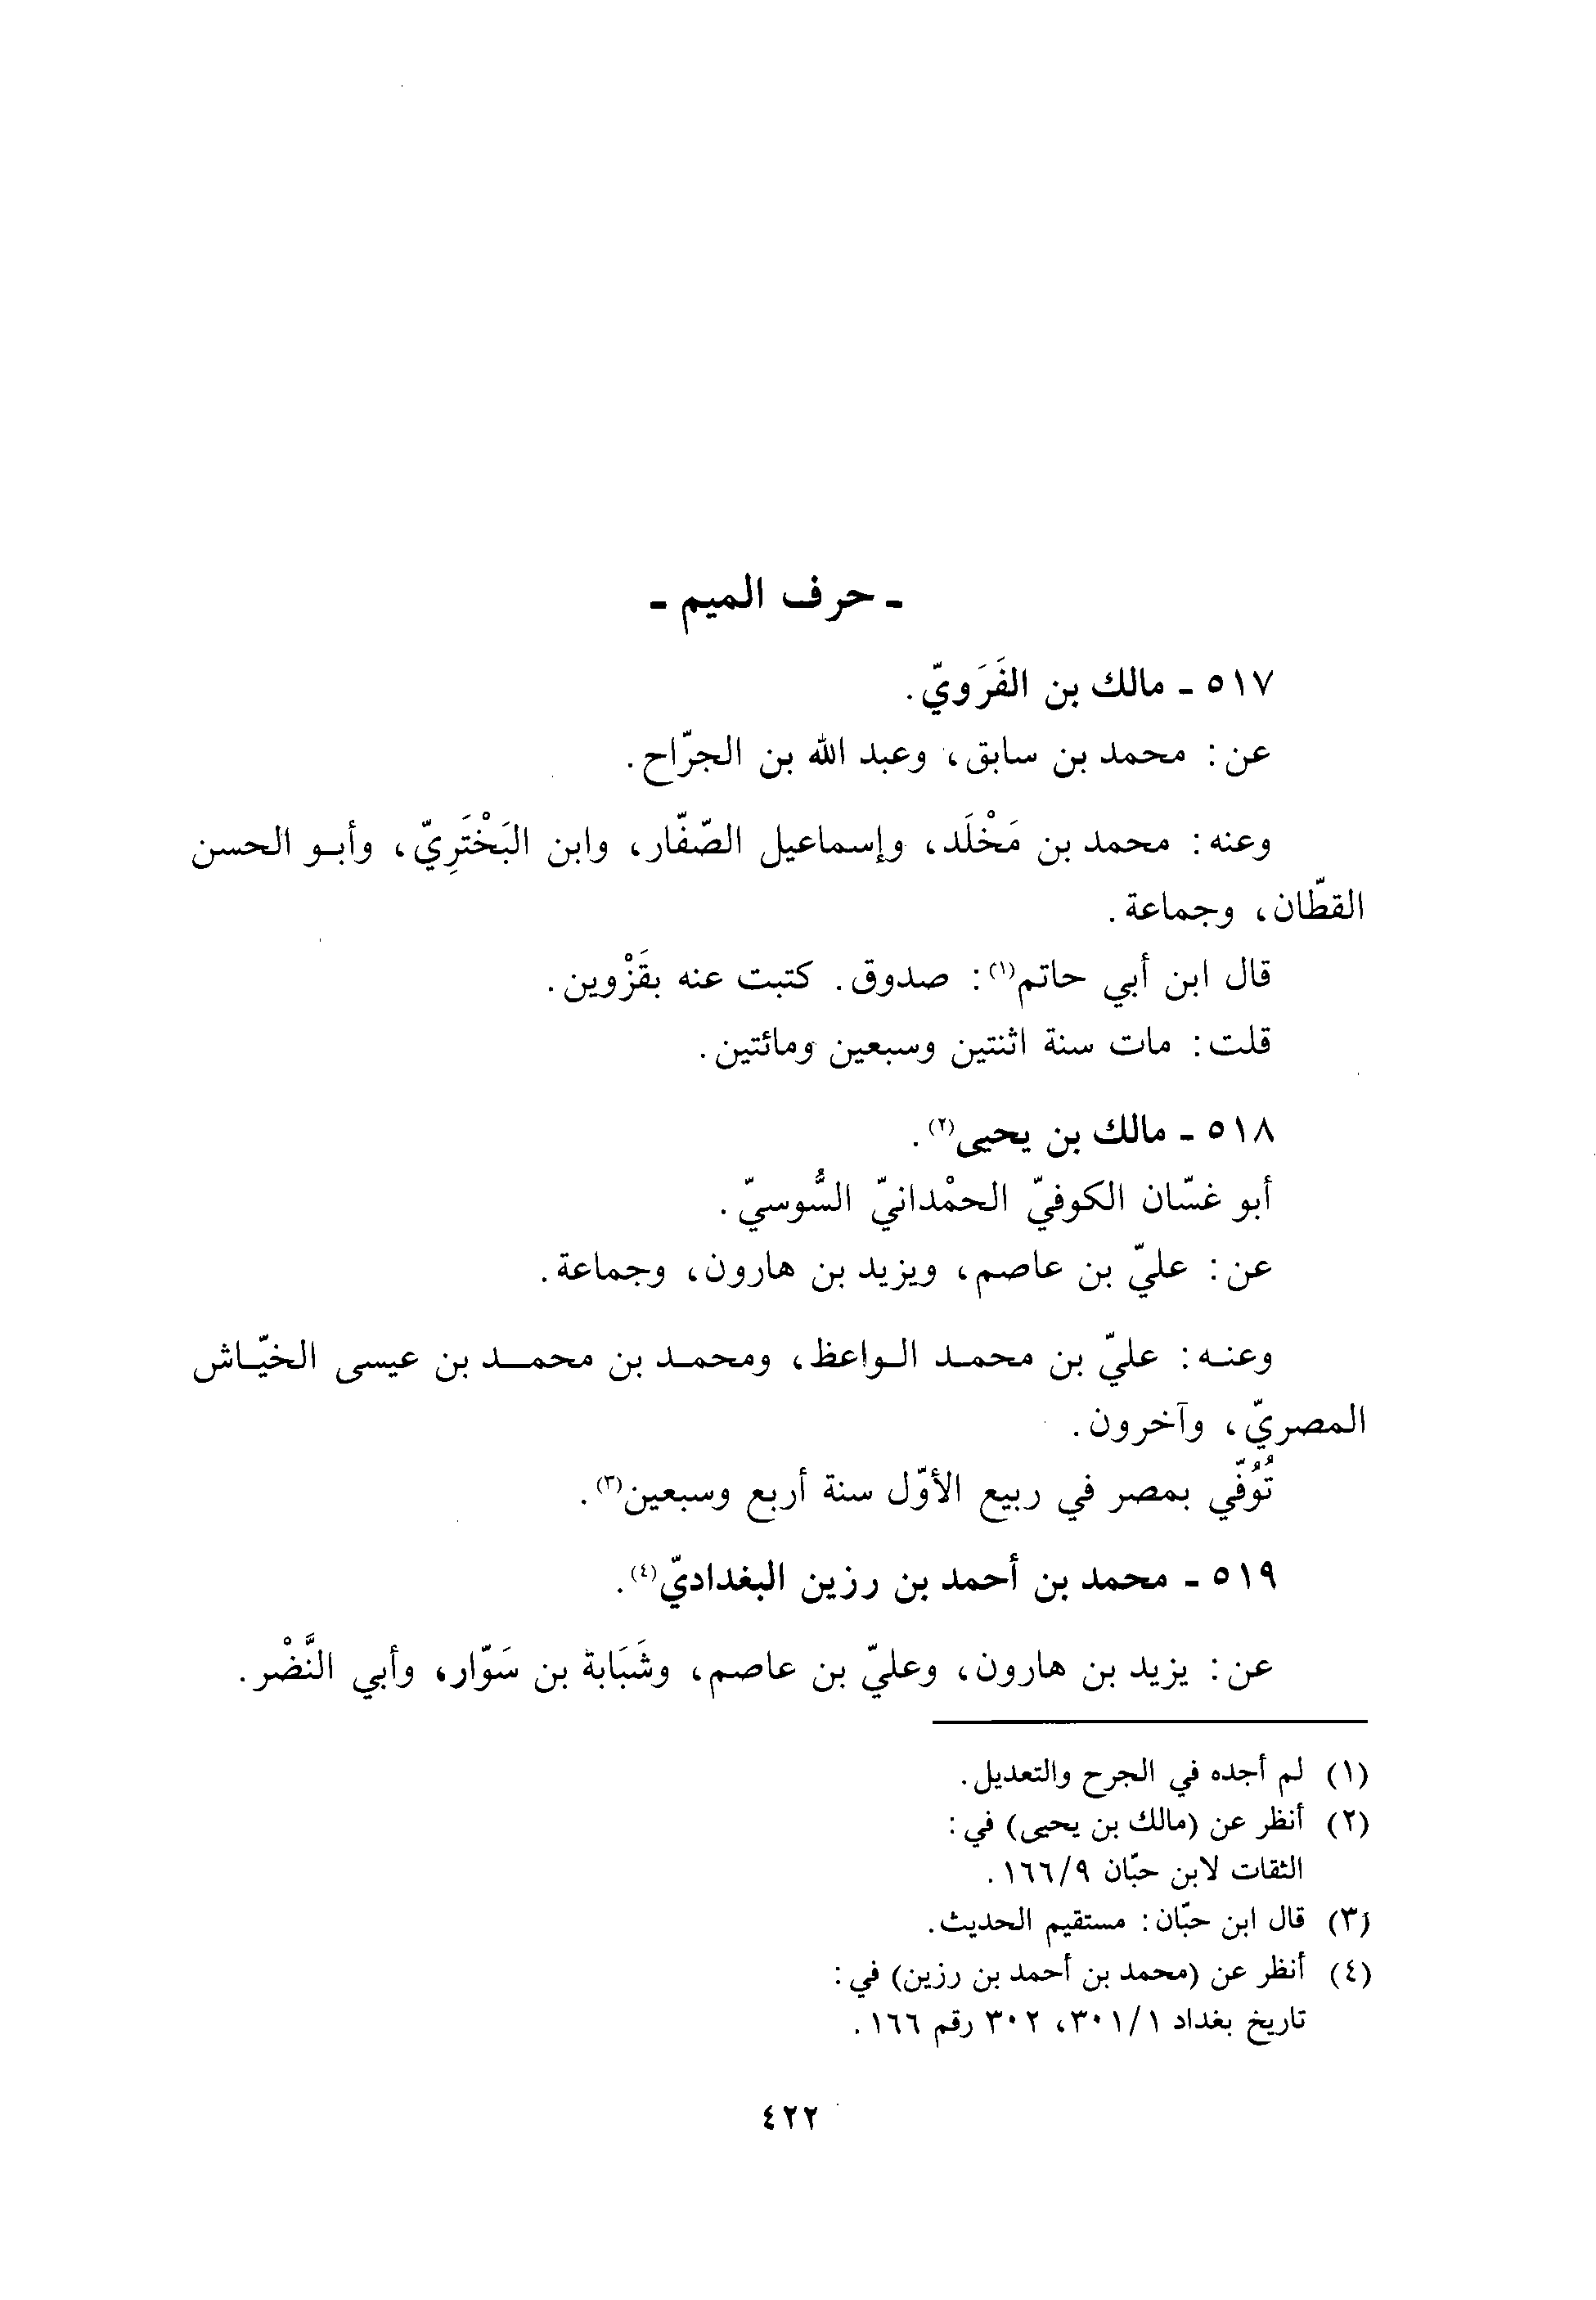 ـ حرف الميم ـ
٥١٧ ـ مالك بن الفَرَويّ.
عن: محمد بن سابق، وعبد الله بن الجرّاح.
وعنه: محمد بن مَخْلَد، وإسماعيل الصّفّار، وابن البَخْتَرِيّ، وأبو الحسن
القطّان، وجماعة.
قال ابن أبي حاتم(١): صدوق. كتبت عنه بقَزْوين.
قلت: مات سنة اثنتين وسبعين ومائتين.
٥١٨ ـ مالك بن يحيى(٢).
أبو غسّان الكوفيّ الحمْدانيّ السُّوسيّ.
عن: عليّ بن عاصم، ويزيد بن هارون، وجماعة.
وعنه: عليّ بن محمد الواعظ، ومحمد بن محمد بن عيسى الخيّاش
المصريّ، وآخرون.
تُوُفّي بمصر في ربيع الأوّل سنة أربع وسبعين(٣).
٥١٩ ـ محمد بن أحمد بن رزين البغداديّ(٤).
عن: يزيد بن هارون، وعليّ بن عاصم، وشَبَابة بن سَوّار، وأبي النَّضْر.
(١) لم أجده في الجرح والتعديل.
(٢) أنظر عن (مالك بن يحيى) في:
الثقات لابن حبّان ٩/١٦٦.
(٣) قال ابن حبّان: مستقيم الحديث.
(٤) أنظر عن (محمد بن أحمد بن رزين) في:
تاريخ بغداد ١/٣٠١، ٣٠٢ رقم ١٦٦.
٤٢٢